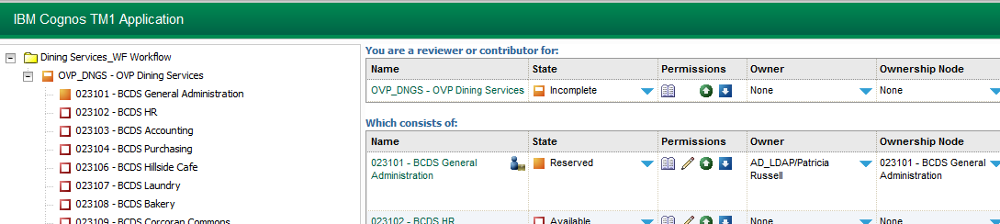 IBM Cognos TM1 Application
Dining Services_WF Workflow
OVP_DNGS - OVP Dining Services
023101 - BCDS General Administration
023102 - BCDS HR
023103 - BCDS Accounting
023104 - BCDS Purchasing
023106 - BCDS Hillside Cafe
023107 - BCDS Laundry
023108 - BCDS Bakery
023109 - BCDS Corcoran Commons
You are a reviewer or contributor for:
Name State Permissions Owner Ownership Node
OVP_DNGS - OVP Dining Services Incomplete None None
Which consists of:
Name State Permissions Owner Ownership Node
023101 - BCDS General Reserved AD_LDAP/Patricia 023101 - BCDS General
Administration Russell Administration
023102 - BCDS HR Available None None